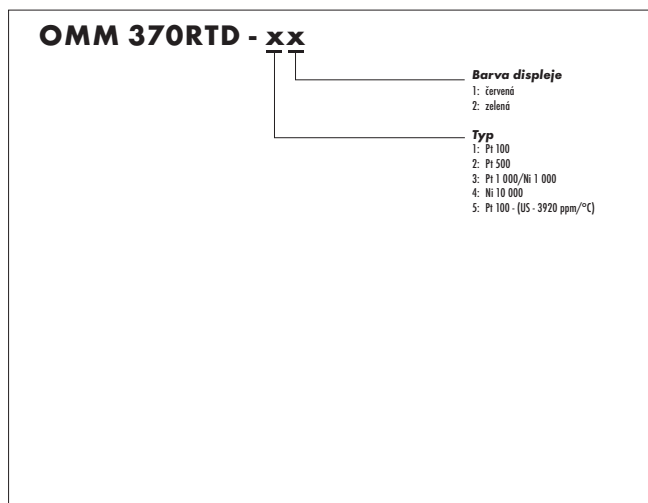 OMM 370RTD - xx
Barva displeje
1: červená
2: zelená
Typ
1: Pt 100
2: Pt 500
3: Pt 1 000/Ni 1 000
4: Ni 10 000
5: Pt 100 - (US - 3920 ppm/°C)